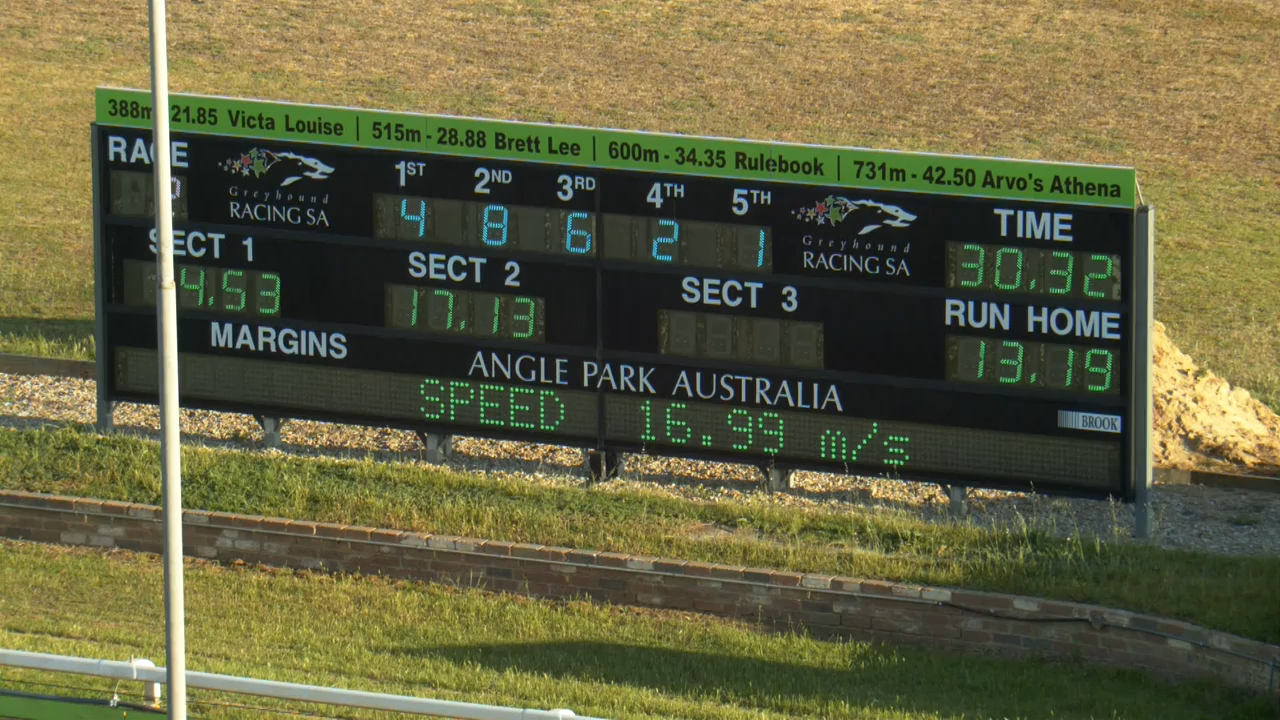 388m - 21.85 Victa Louise | 515m - 28.88 Brett Lee | 600m - 34.35 Rulebook | 731m - 42.50 Arvo's Athena
RACE
Greyhound
RACING SA
1ST 2ND 3RD 4TH 5TH
4 8 6 2 1
Greyhound
RACING SA
TIME
30.32
SECT 1
4.53
SECT 2
17.13
SECT 3
RUN HOME
13.19
MARGINS
ANGLE PARK AUSTRALIA
BROOK
SPEED 16.99 m/s